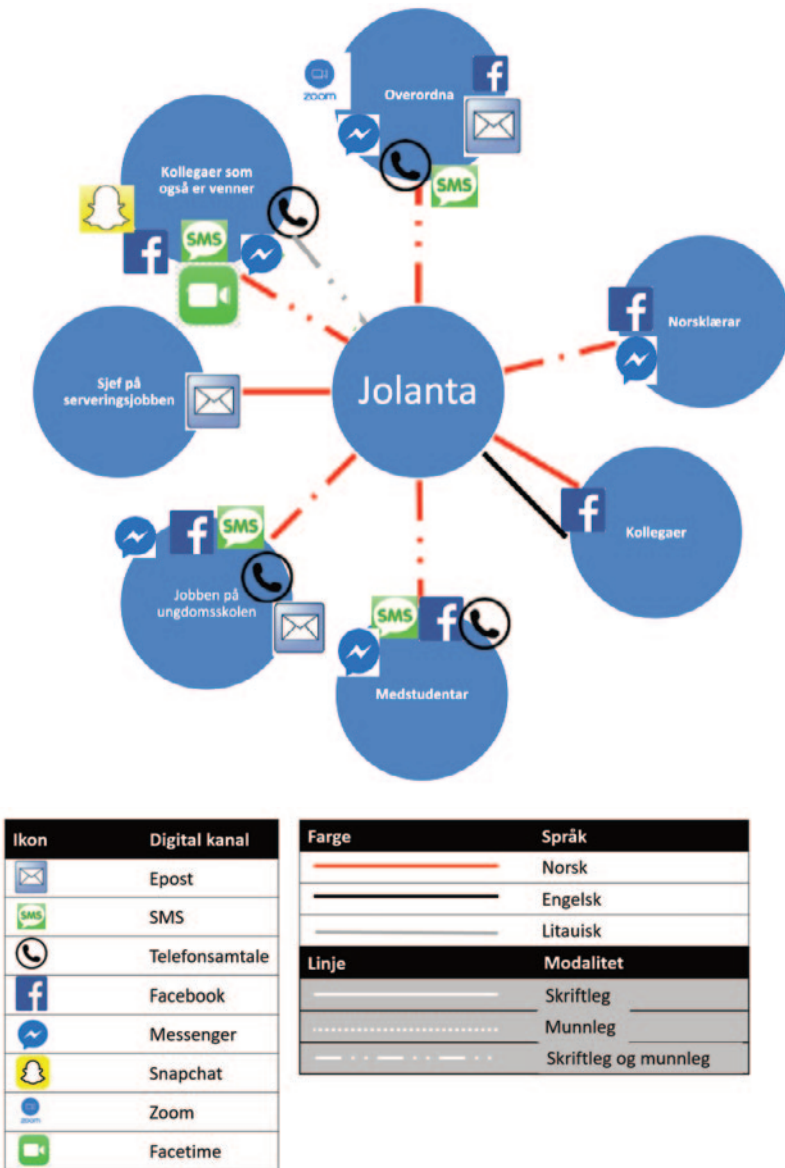 zoom
Overordna
SMS
Kollegaer som
også er venner
SMS
Norsklærar
Sjef på
serveringsjobben
Jolanta
Kollegaer
SMS
Jobben på
ungdomsskolen
SMS
Medstudentar
Ikon Digital kanal
Epost
SMS SMS
Telefonsamtale
Facebook
Messenger
Snapchat
zoom Zoom
Facetime
Farge Språk
Norsk
Engelsk
Litauisk
Linje Modalitet
Skriftleg
Munnleg
Skriftleg og munnleg